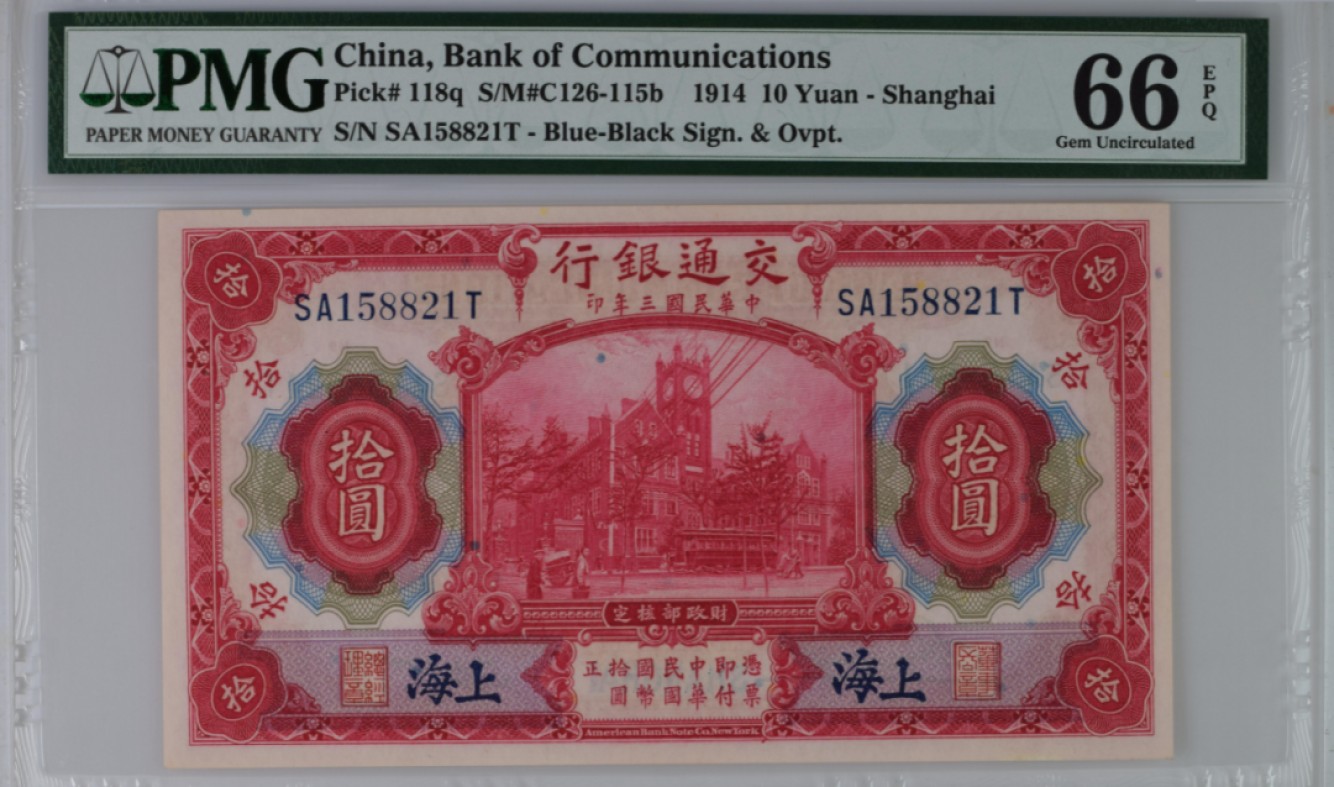 PMG
PAPER MONEY GUARANTY
China, Bank of Communications
Pick# 118q S/M#C126-115b 1914 10 Yuan - Shanghai
S/N SA158821T - Blue-Black Sign. & Ovpt.
66
EPQ
Gem Uncirculated
拾 拾
交通銀行
中華民國三年印
SA158821T SA158821T
拾 拾
拾圓 拾圓
拾 拾
財政部核定
上海 上海
憑票即付中華民國國幣拾圓正
拾 拾
American Bank Note Co. New York.